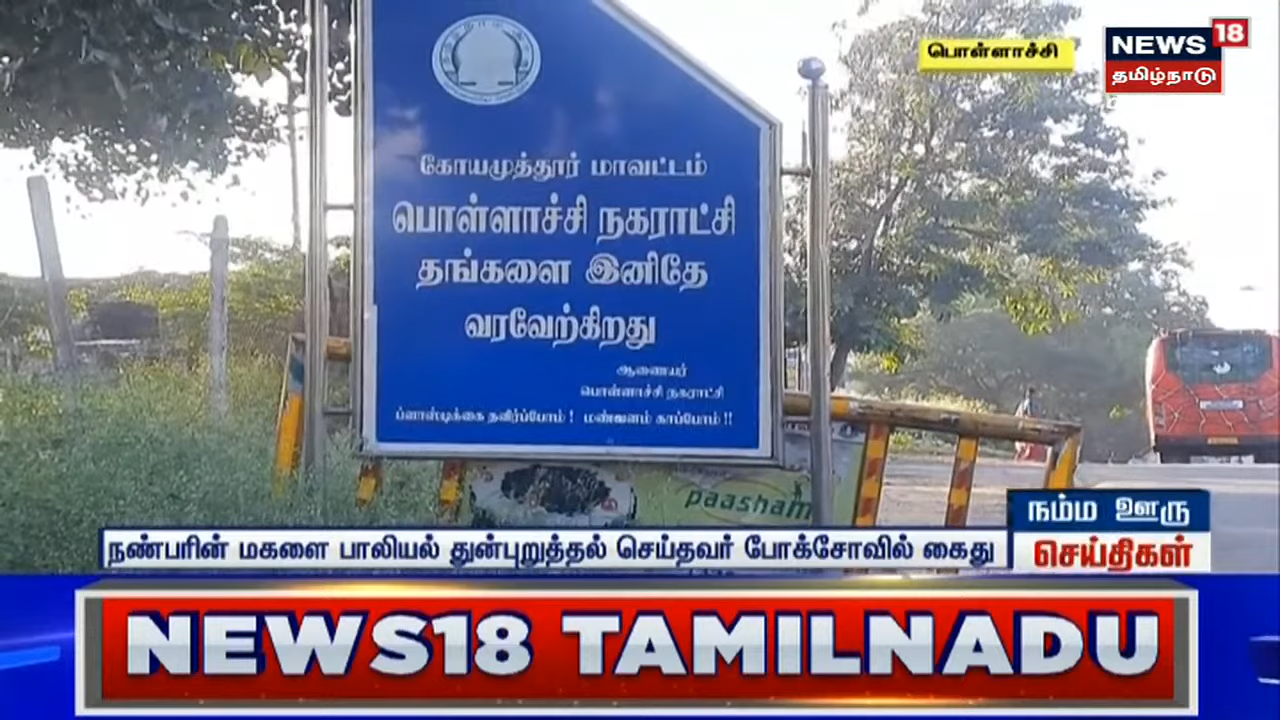 பொள்ளாச்சி
NEWS 18
தமிழ்நாடு
கோயமுத்தூர் மாவட்டம்
பொள்ளாச்சி நகராட்சி
தங்களை இனிதே
வரவேற்கிறது
ஆணையர்
பொள்ளாச்சி நகராட்சி
ப்ளாஸ்டிக்கை தவிர்ப்போம் ! மண்வளம் காப்போம் !!
paasham
நண்பரின் மகளை பாலியல் துன்புறுத்தல் செய்தவர் போக்சோவில் கைது
நம்ம ஊரு
செய்திகள்
NEWS18 TAMILNADU